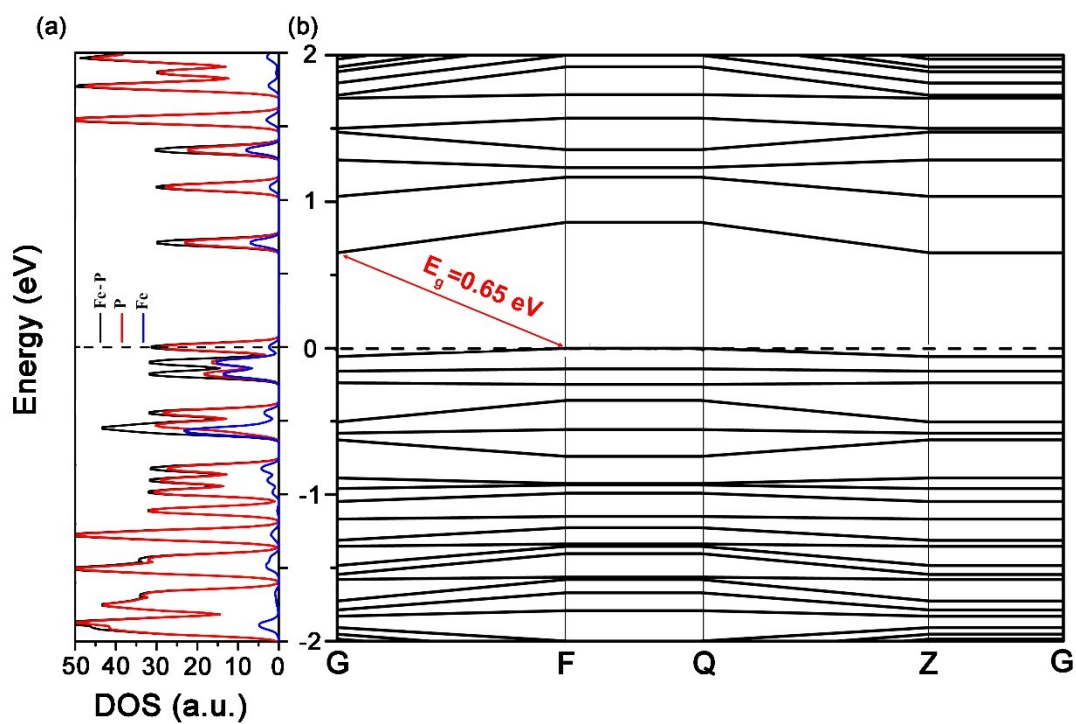 (a)
(b)
Energy (eV)
Fe-P
P
Fe
50 40 30 20 10 0
DOS (a.u.)
2
1
0
-1
-2
E_g=0.65 eV
G F Q Z G